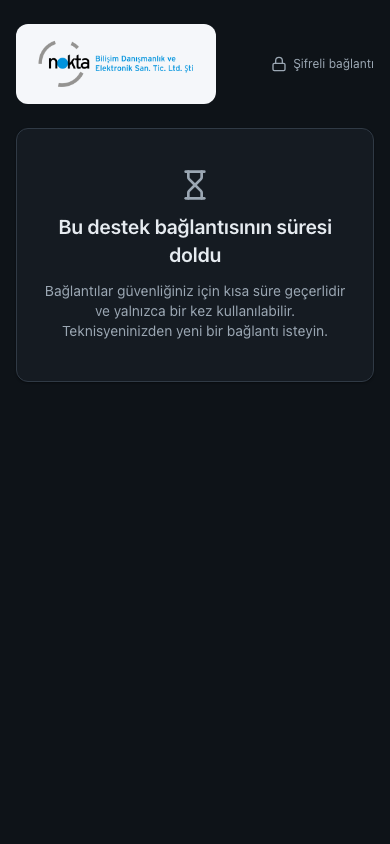 nokta
Bilişim Danışmanlık ve
Elektronik San. Tic. Ltd. Şti
Şifreli bağlantı
Bu destek bağlantısının süresi
doldu
Bağlantılar güvenliğiniz için kısa süre geçerlidir
ve yalnızca bir kez kullanılabilir.
Teknisyeninizden yeni bir bağlantı isteyin.